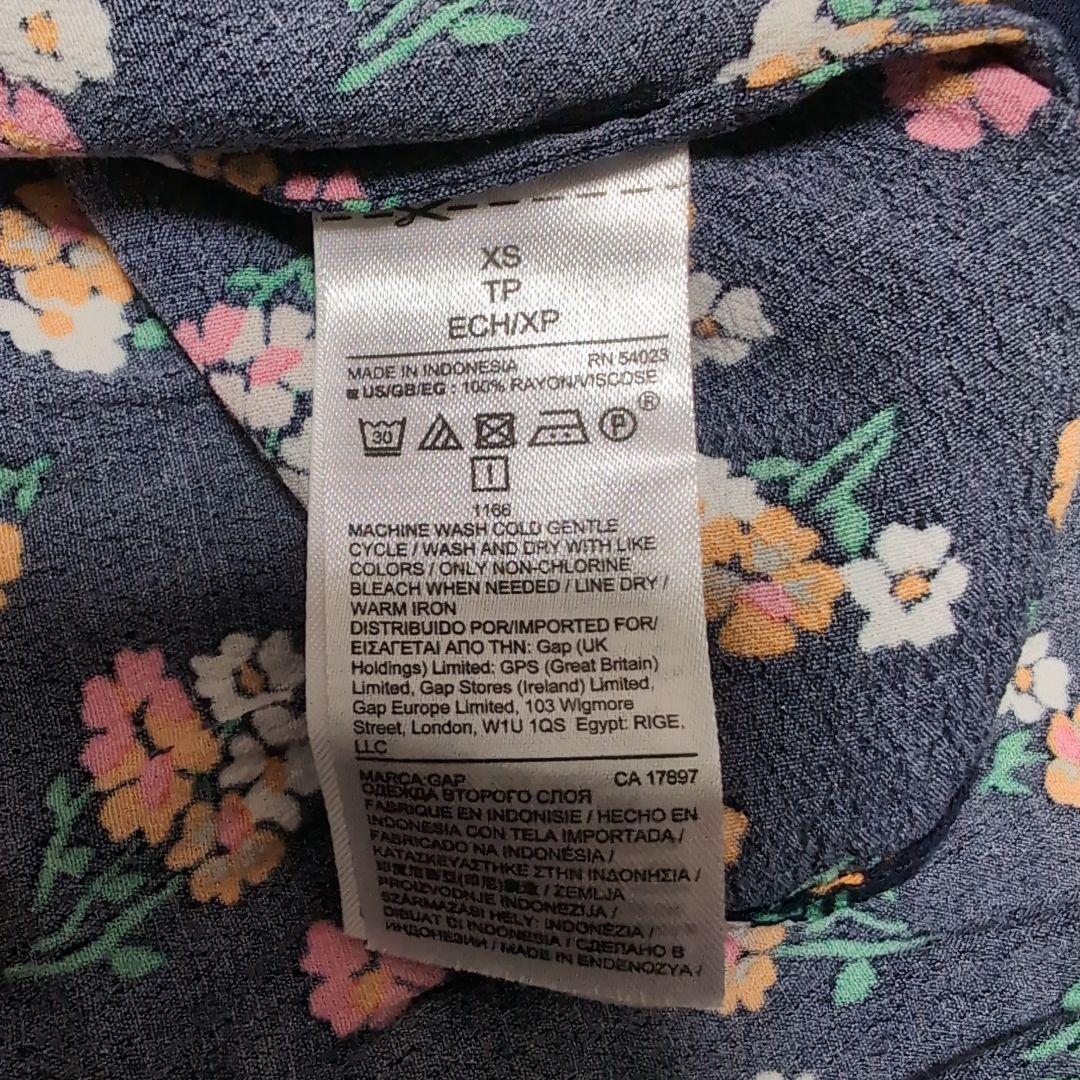 XS
TP
ECH/XP
MADE IN INDONESIA RN 54023
US/GB/EG : 100% RAYON/VISCOSE
30 P ®
1166
MACHINE WASH COLD GENTLE
CYCLE / WASH AND DRY WITH LIKE
COLORS / ONLY NON-CHLORINE
BLEACH WHEN NEEDED / LINE DRY /
WARM IRON
DISTRIBUIDO POR/IMPORTED FOR/
ΕΙΣΑΓΕΤΑΙ ΑΠΟ ΤΗΝ: Gap (UK
Holdings) Limited: GPS (Great Britain)
Limited, Gap Stores (Ireland) Limited,
Gap Europe Limited, 103 Wigmore
Street, London, W1U 1QS Egypt: RIGE,
LLC
MARCA:GAP CA 17897
ОДЕЖДА ВТОРОГО СЛОЯ
FABRIQUE EN INDONISIE / HECHO EN
INDONESIA CON TELA IMPORTADA /
FABRICADO NA INDONÉSIA /
ΚΑΤΑΣΚΕΥΑΣΤΗΚΕ ΣΤΗΝ ΙΝΔΟΝΗΣΙΑ /
/ ZEMLJA
PROIZVODNJE INDONEZIJA /
SZÁRMAZÁSI HELY: INDONÉZIA /
DIBUAT DI INDONESIA / СДЕЛАНО В
ИНДОНЕЗИИ / MADE IN ENDENOZYA /